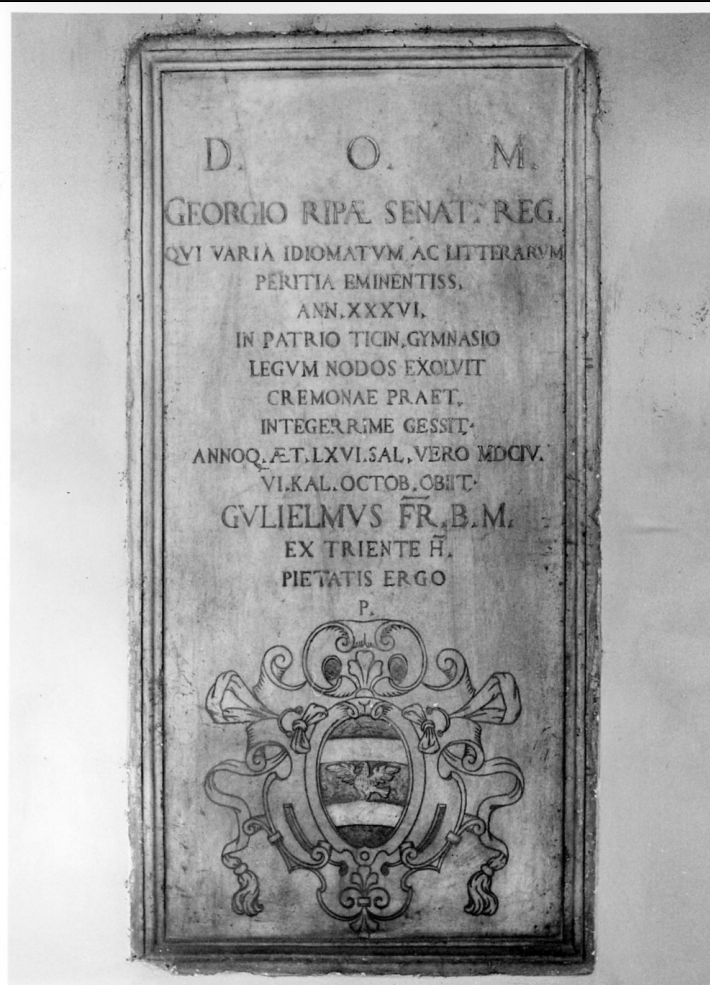 D. O. M.
GEORGIO RIPÆ SENAT. REG.
QVI VARIA IDIOMATVM AC LITTERARVM
PERITIA EMINENTISS.
ANN.XXXVI.
IN PATRIO TICIN.GYMNASIO
LEGVM NODOS EXOLVIT
CREMONAE PRAET.
INTEGERRIME GESSIT.
ANNOQ.ÆT.LXVI.SAL.VERO MDCIV.
VI.KAL.OCTOB.OBIIT.
GVLIELMVS F̅R̅.B.M.
EX TRIENTE H̃.
PIETATIS ERGO
P.